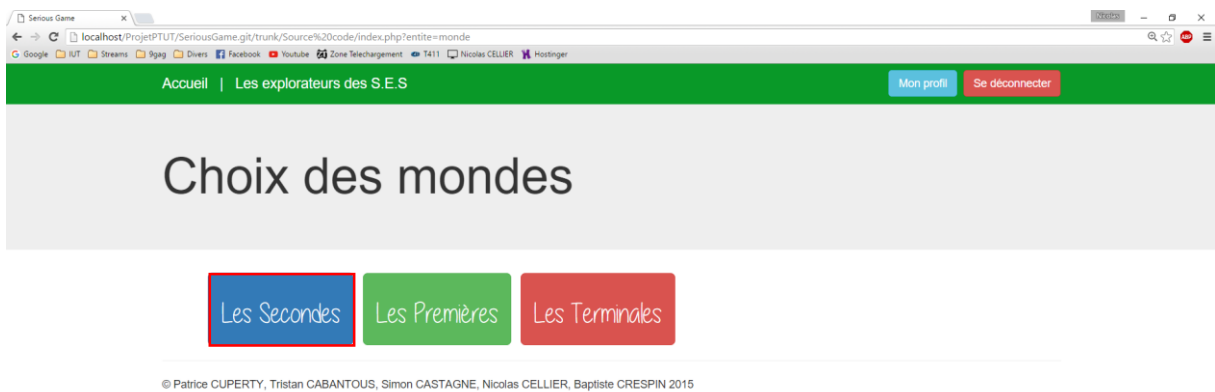 Serious Game
Nicolas
localhost/ProjetPTUT/SeriousGame.git/trunk/Source%20code/index.php?entite=monde
ABP
Google IUT Streams 9gag Divers Facebook Youtube Zone Telechargement T411 Nicolas CELLIER Hostinger
Accueil | Les explorateurs des S.E.S Mon profil Se déconnecter
Choix des mondes
Les Secondes Les Premières Les Terminales
© Patrice CUPERTY, Tristan CABANTOUS, Simon CASTAGNE, Nicolas CELLIER, Baptiste CRESPIN 2015